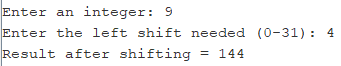 Enter an integer: 9
Enter the left shift needed (0-31): 4
Result after shifting = 144